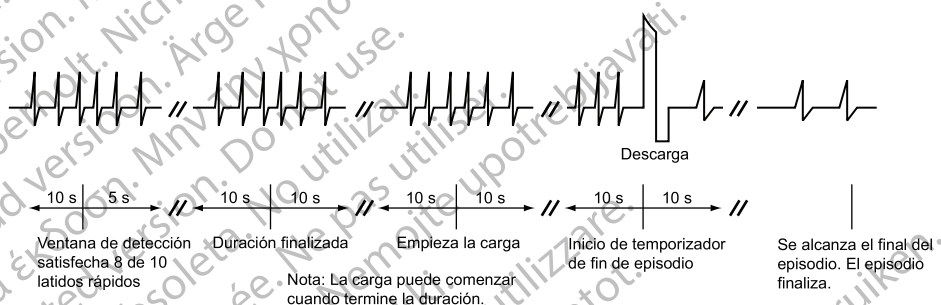 Descarga
10 s 5 s 10 s 10 s 10 s 10 s 10 s 10 s
Ventana de detección
satisfecha 8 de 10
latidos rápidos
Duración finalizada
Empieza la carga
Nota: La carga puede comenzar
cuando termine la duración.
Inicio de temporizador
de fin de episodio
Se alcanza el final del
episodio. El episodio
finaliza.